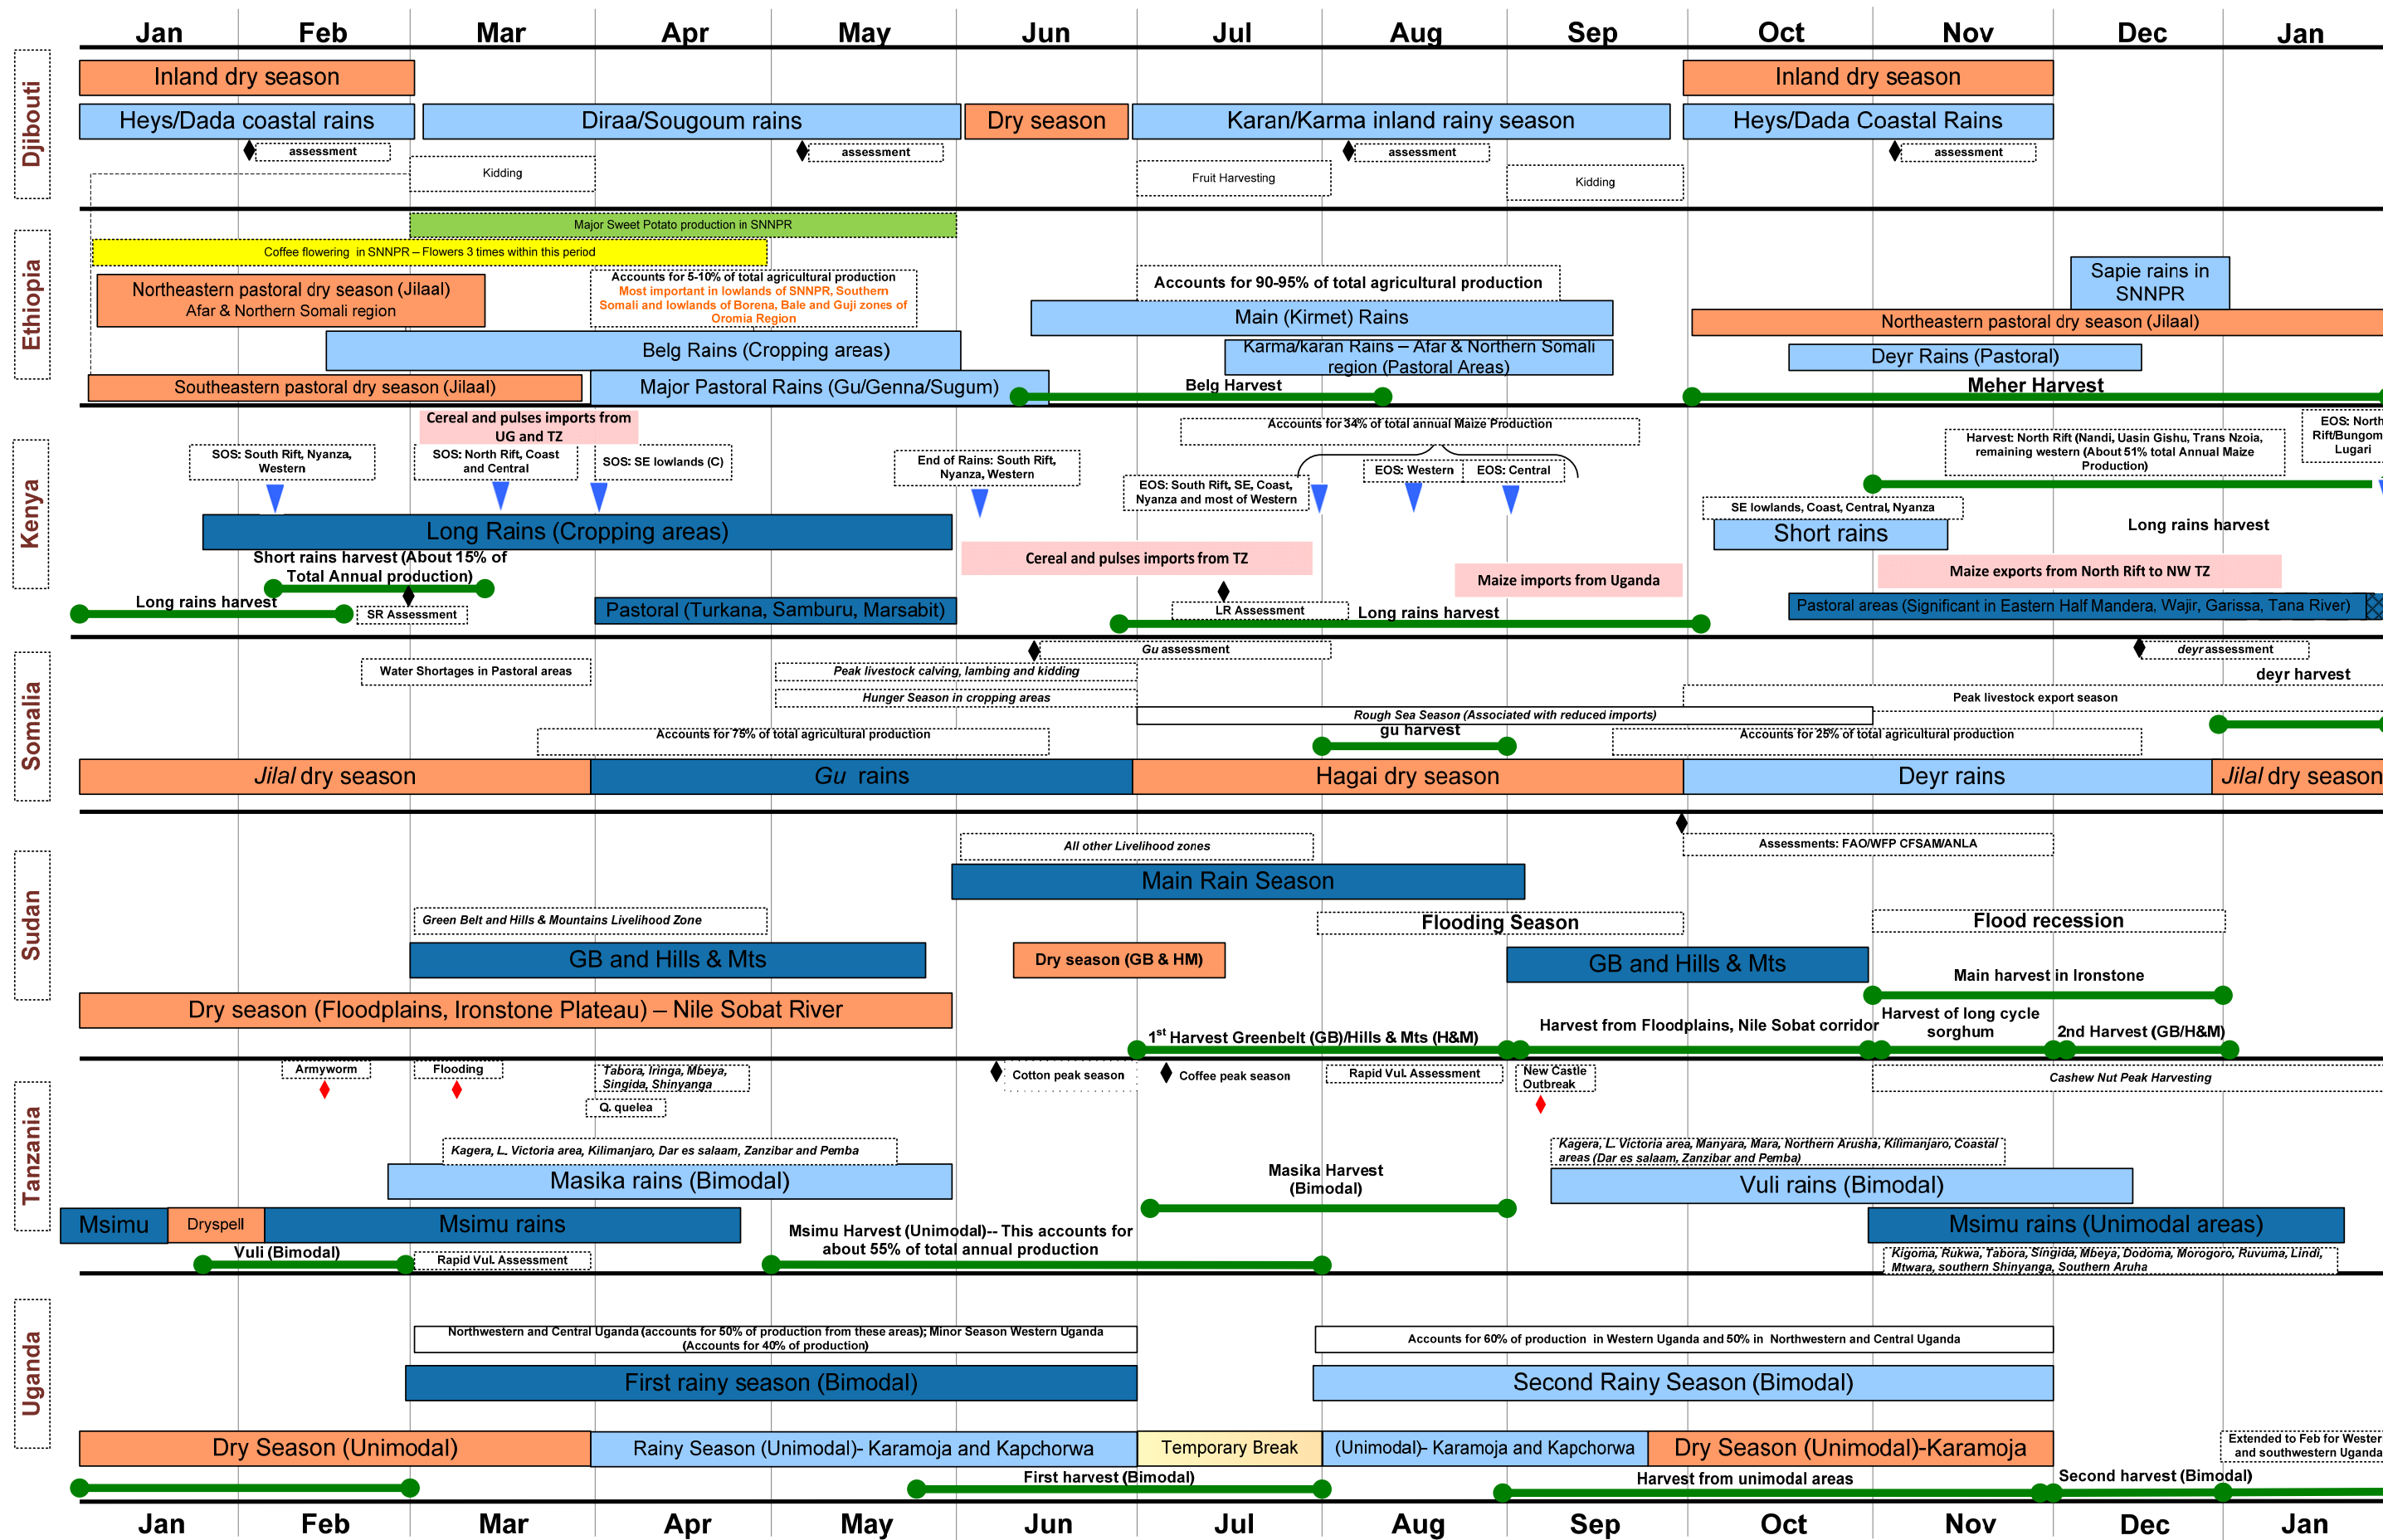 Jan Feb Mar Apr May Jun Jul Aug Sep Oct Nov Dec Jan
Djibouti
Inland dry season
Inland dry season
Heys/Dada coastal rains
Diraa/Sougoum rains
Dry season
Karan/Karma inland rainy season
Heys/Dada Coastal Rains
assessment
assessment
assessment
assessment
Kidding
Fruit Harvesting
Kidding
Ethiopia
Major Sweet Potato production in SNNPR
Coffee flowering in SNNPR – Flowers 3 times within this period
Northeastern pastoral dry season (Jilaal)
Afar & Northern Somali region
Accounts for 5-10% of total agricultural production
Most important in lowlands of SNNPR, Southern
Somali and lowlands of Borena, Bale and Guji zones of
Oromia Region
Accounts for 90-95% of total agricultural production
Sapie rains in
SNNPR
Main (Kirmet) Rains
Northeastern pastoral dry season (Jilaal)
Belg Rains (Cropping areas)
Karma/karan Rains – Afar & Northern Somali
region (Pastoral Areas)
Deyr Rains (Pastoral)
Southeastern pastoral dry season (Jilaal)
Major Pastoral Rains (Gu/Genna/Sugum)
Belg Harvest
Meher Harvest
Kenya
Cereal and pulses imports from
UG and TZ
SOS: South Rift, Nyanza,
Western
SOS: North Rift, Coast
and Central
SOS: SE lowlands (C)
End of Rains: South Rift,
Nyanza, Western
Accounts for 34% of total annual Maize Production
EOS: South Rift, SE, Coast,
Nyanza and most of Western
EOS: Western
EOS: Central
Harvest: North Rift (Nandi, Uasin Gishu, Trans Nzoia,
remaining western (About 51% total Annual Maize
Production)
EOS: North
Rift/Bungom
Lugari
SE lowlands, Coast, Central, Nyanza
Long Rains (Cropping areas)
Short rains
Long rains harvest
Short rains harvest (About 15% of
Total Annual production)
Cereal and pulses imports from TZ
Maize imports from Uganda
Maize exports from North Rift to NW TZ
Long rains harvest
SR Assessment
Pastoral (Turkana, Samburu, Marsabit)
LR Assessment
Long rains harvest
Pastoral areas (Significant in Eastern Half Mandera, Wajir, Garissa, Tana River)
Somalia
Gu assessment
deyr assessment
Water Shortages in Pastoral areas
Peak livestock calving, lambing and kidding
deyr harvest
Hunger Season in cropping areas
Peak livestock export season
Rough Sea Season (Associated with reduced imports)
Accounts for 75% of total agricultural production
gu harvest
Accounts for 25% of total agricultural production
Jilal dry season
Gu rains
Hagai dry season
Deyr rains
Jilal dry season
Sudan
All other Livelihood zones
Assessments: FAO/WFP CFSAM/ANLA
Main Rain Season
Green Belt and Hills & Mountains Livelihood Zone
Flooding Season
Flood recession
GB and Hills & Mts
Dry season (GB & HM)
GB and Hills & Mts
Main harvest in Ironstone
Dry season (Floodplains, Ironstone Plateau) – Nile Sobat River
1st Harvest Greenbelt (GB)/Hills & Mts (H&M)
Harvest from Floodplains, Nile Sobat corridor
Harvest of long cycle
sorghum
2nd Harvest (GB/H&M)
Tanzania
Armyworm
Flooding
Tabora, Iringa, Mbeya,
Singida, Shinyanga
Q. quelea
Cotton peak season
Coffee peak season
Rapid Vul. Assessment
New Castle
Outbreak
Cashew Nut Peak Harvesting
Kagera, L. Victoria area, Kilimanjaro, Dar es salaam, Zanzibar and Pemba
Kagera, L. Victoria area, Manyara, Mara, Northern Arusha, Kilimanjaro, Coastal
areas (Dar es salaam, Zanzibar and Pemba)
Masika rains (Bimodal)
Masika Harvest
(Bimodal)
Vuli rains (Bimodal)
Msimu
Dryspell
Msimu rains
Msimu Harvest (Unimodal)-- This accounts for
about 55% of total annual production
Msimu rains (Unimodal areas)
Vuli (Bimodal)
Rapid Vul. Assessment
Kigoma, Rukwa, Tabora, Singida, Mbeya, Dodoma, Morogoro, Ruvuma, Lindi,
Mtwara, southern Shinyanga, Southern Aruha
Uganda
Northwestern and Central Uganda (accounts for 50% of production from these areas); Minor Season Western Uganda
(Accounts for 40% of production)
Accounts for 60% of production in Western Uganda and 50% in Northwestern and Central Uganda
First rainy season (Bimodal)
Second Rainy Season (Bimodal)
Dry Season (Unimodal)
Rainy Season (Unimodal)- Karamoja and Kapchorwa
Temporary Break
(Unimodal)- Karamoja and Kapchorwa
Dry Season (Unimodal)-Karamoja
Extended to Feb for Wester
and southwestern Uganda
First harvest (Bimodal)
Harvest from unimodal areas
Second harvest (Bimodal)
Jan Feb Mar Apr May Jun Jul Aug Sep Oct Nov Dec Jan